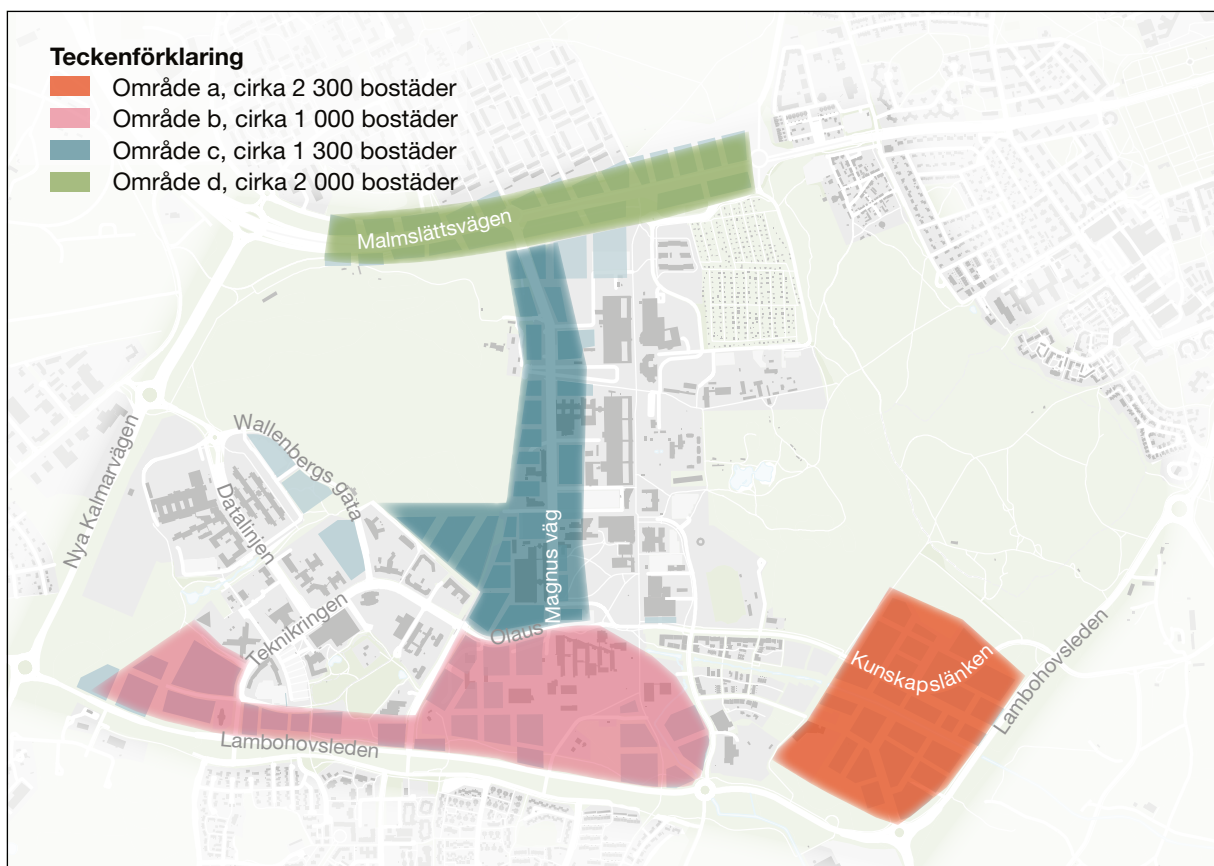 Teckenförklaring
Område a, cirka 2 300 bostäder
Område b, cirka 1 000 bostäder
Område c, cirka 1 300 bostäder
Område d, cirka 2 000 bostäder
Malmslättsvägen
Nya Kalmarvägen
Wallenbergs gata
Datalinjen
Magnus väg
Olaus
Teknikringen
Kunskapslänken
Lambohovsleden
Lambohovsleden